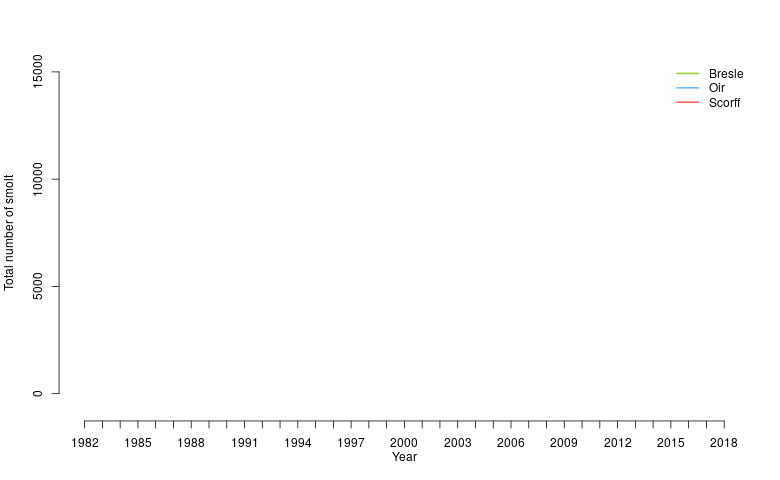 15000
10000
5000
0
Total number of smolt
Bresle
Oir
Scorff
1982 1985 1988 1991 1994 1997 2000 2003 2006 2009 2012 2015 2018
Year